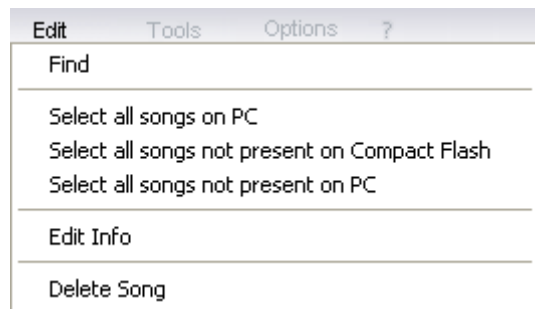 Edit Tools Options ?
Find
Select all songs on PC
Select all songs not present on Compact Flash
Select all songs not present on PC
Edit Info
Delete Song